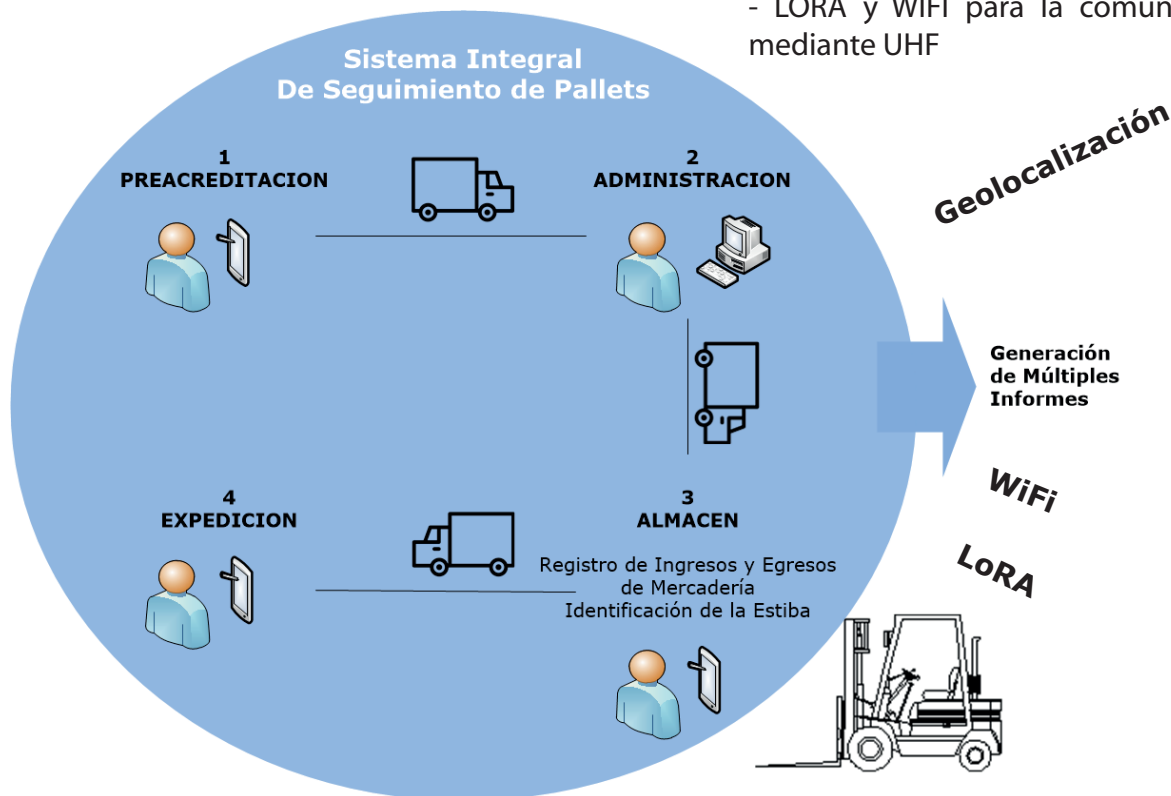 - LORA y WIFI para la comun
mediante UHF
Sistema Integral
De Seguimiento de Pallets
Geolocalización
1
PREACREDITACION
2
ADMINISTRACION
Generación
de Múltiples
Informes
4
EXPEDICION
3
ALMACEN
Registro de Ingresos y Egresos
de Mercadería
Identificación de la Estiba
WiFi
LoRA